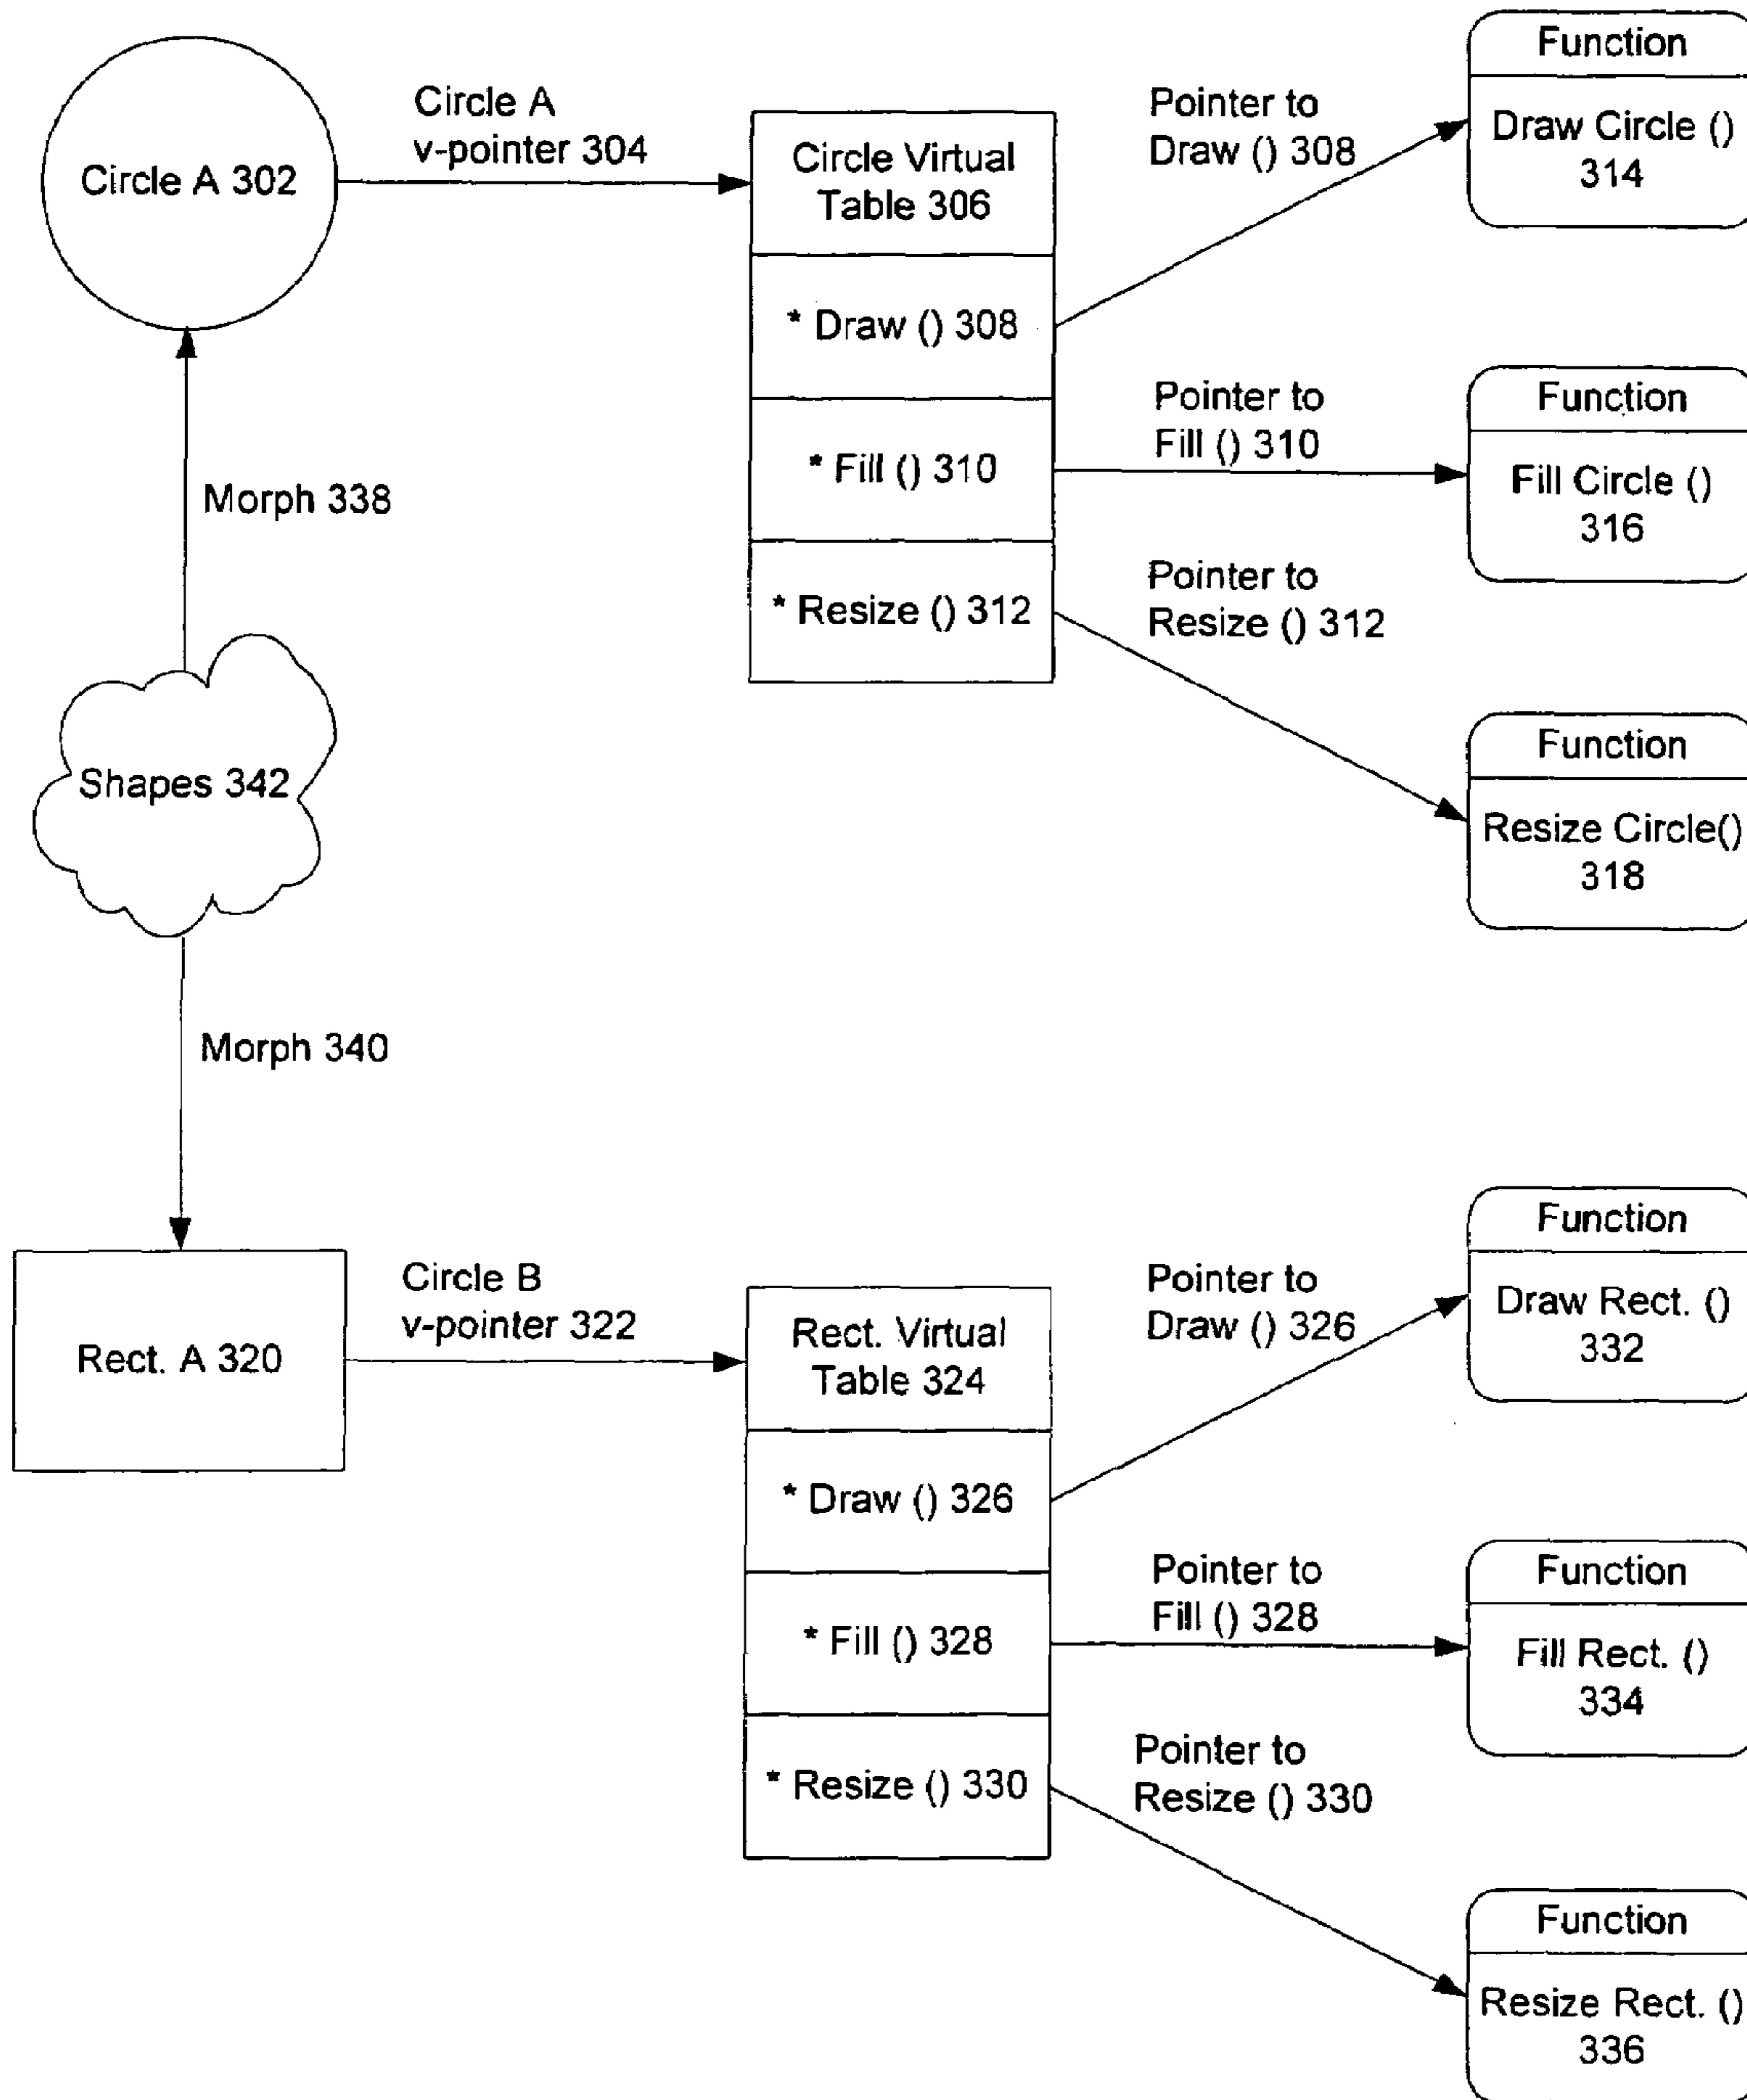 Circle A 302
Circle A
v-pointer 304
Circle Virtual
Table 306
* Draw () 308
* Fill () 310
* Resize () 312
Pointer to
Draw () 308
Function
Draw Circle ()
314
Pointer to
Fill () 310
Function
Fill Circle ()
316
Pointer to
Resize () 312
Function
Resize Circle()
318
Morph 338
Shapes 342
Morph 340
Rect. A 320
Circle B
v-pointer 322
Rect. Virtual
Table 324
* Draw () 326
* Fill () 328
* Resize () 330
Pointer to
Draw () 326
Function
Draw Rect. ()
332
Pointer to
Fill () 328
Function
Fill Rect. ()
334
Pointer to
Resize () 330
Function
Resize Rect. ()
336